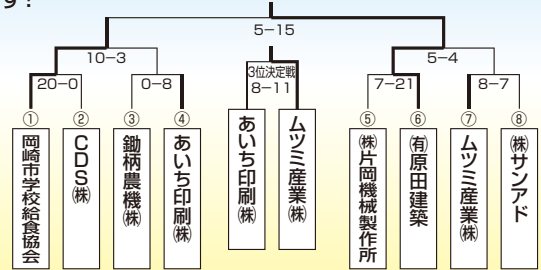 す！
5−15
10−3
5−4
3位決定戦
8−11
20−0
0−8
7−21
8−7
①
岡崎市学校給食協会
②
CDS㈱
③
鋤柄農機㈱
④
あいち印刷㈱
あいち印刷㈱
ムツミ産業㈱
⑤
㈱片岡機械製作所
⑥
㈲原田建築
⑦
ムツミ産業㈱
⑧
㈱サンアド